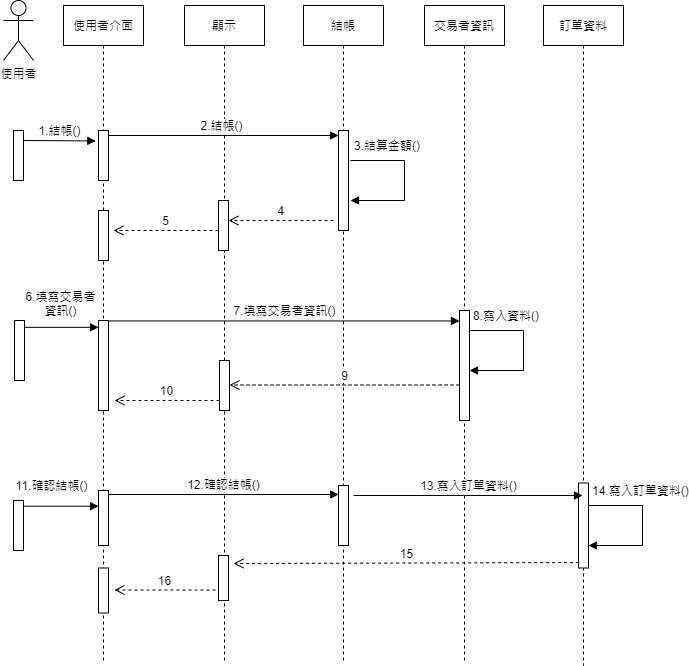 使用者介面
顯示
結帳
交易者資訊
訂單資料
使用者
1.結帳()
2.結帳()
3.結算金額()
4
5
6.填寫交易者
資訊()
7.填寫交易者資訊()
8.寫入資料()
9
10
11.確認結帳()
12.確認結帳()
13.寫入訂單資料()
14.寫入訂單資料()
15
16